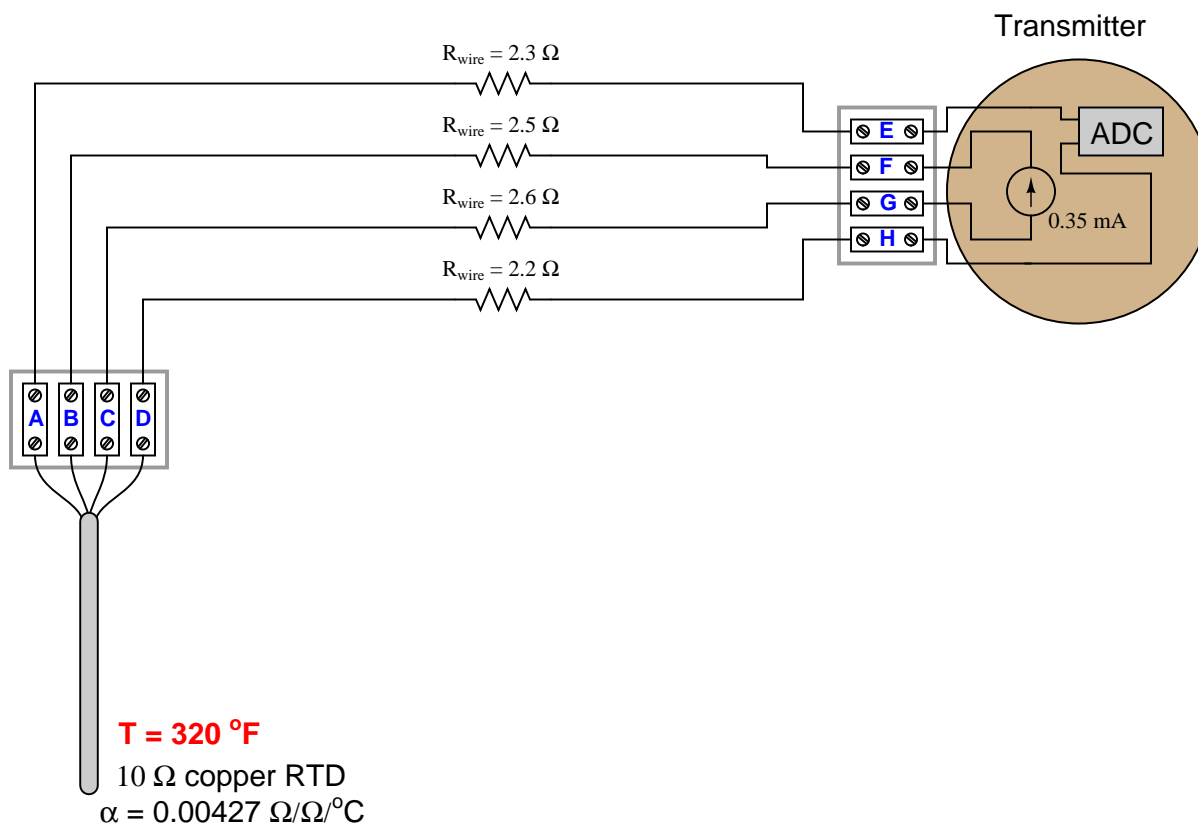 Transmitter
R_wire = 2.3 Ω
E
ADC
R_wire = 2.5 Ω
F
R_wire = 2.6 Ω
G
0.35 mA
H
R_wire = 2.2 Ω
A B C D
T = 320 °F
10 Ω copper RTD
α = 0.00427 Ω/Ω/°C